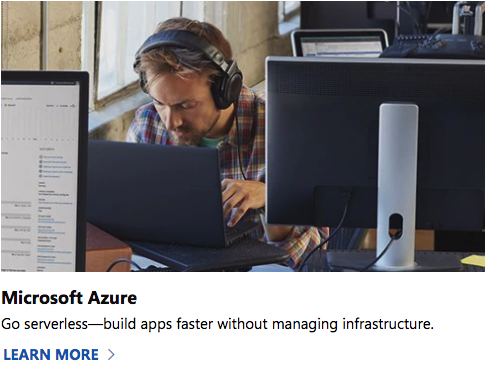 Microsoft Azure
Go serverless—build apps faster without managing infrastructure.
LEARN MORE